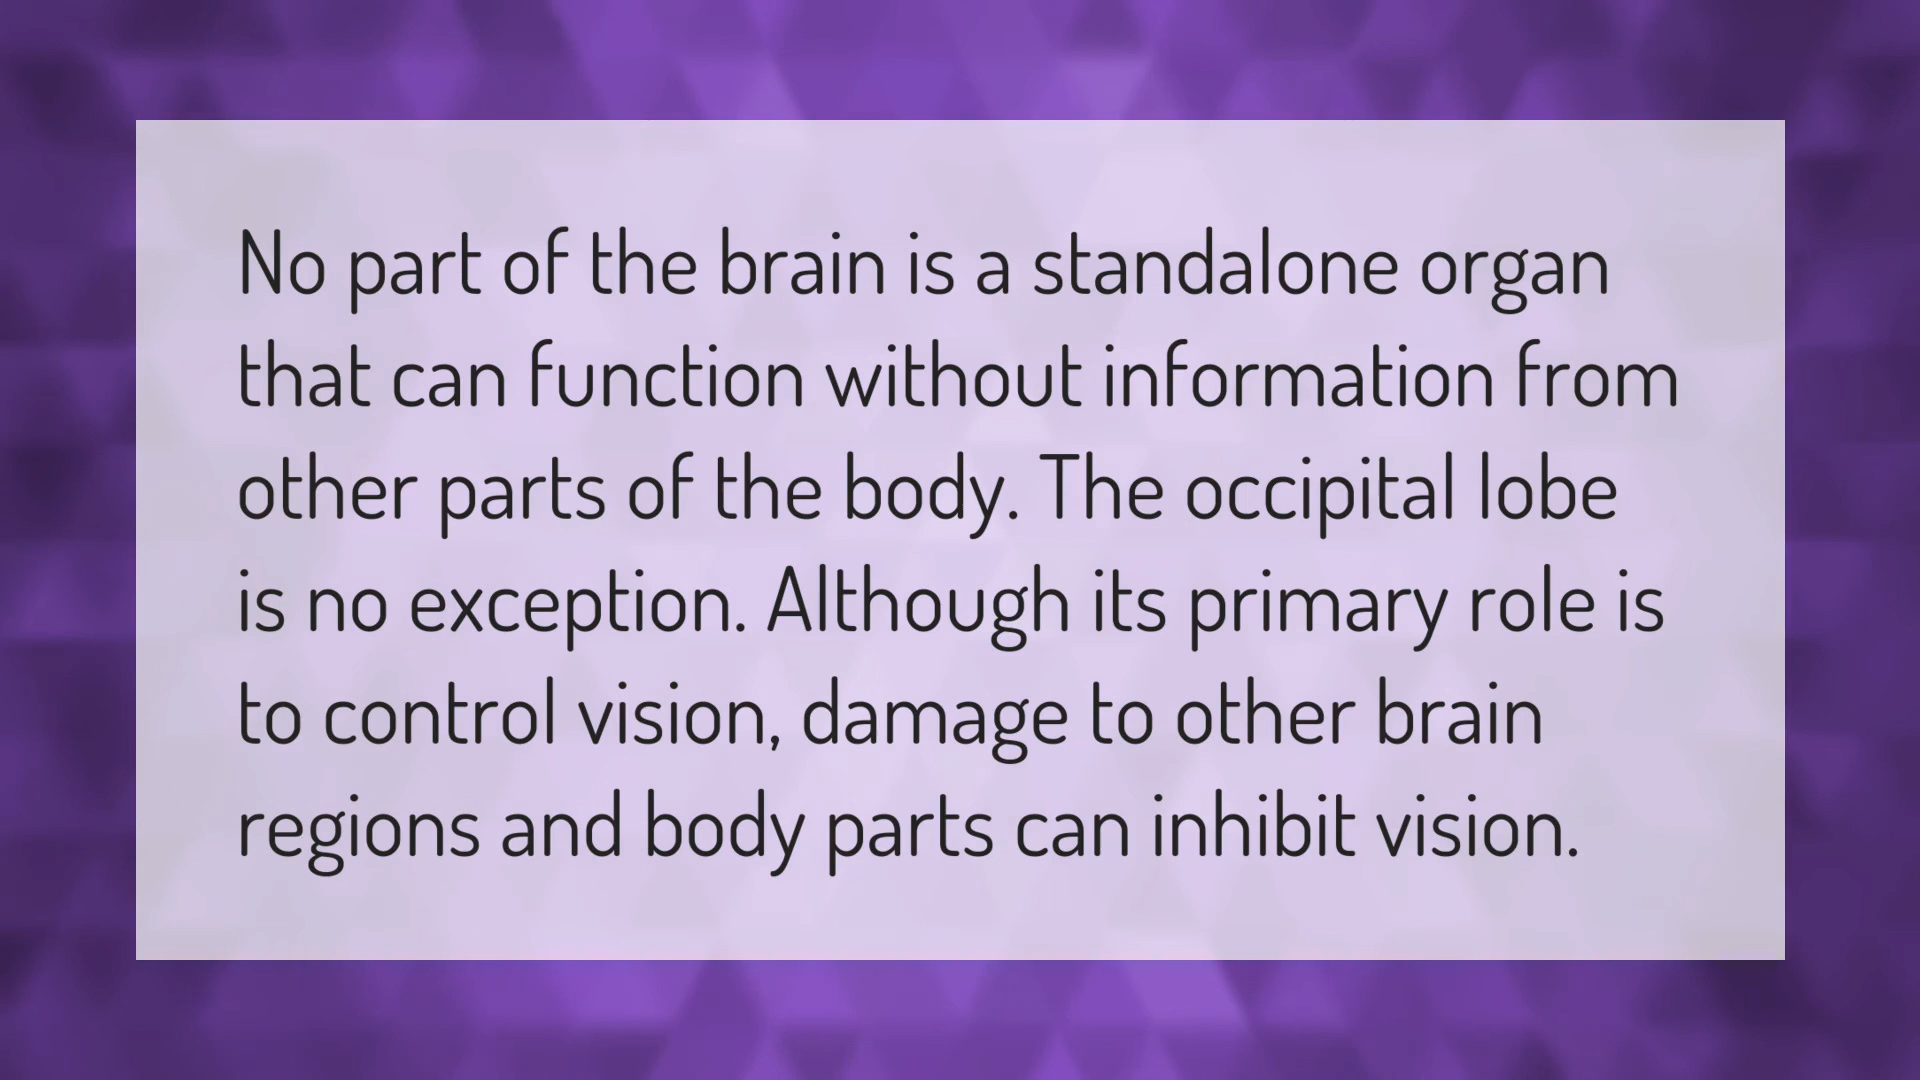 No part of the brain is a standalone organ
that can function without information from
other parts of the body. The occipital lobe
is no exception. Although its primary role is
to control vision, damage to other brain
regions and body parts can inhibit vision.